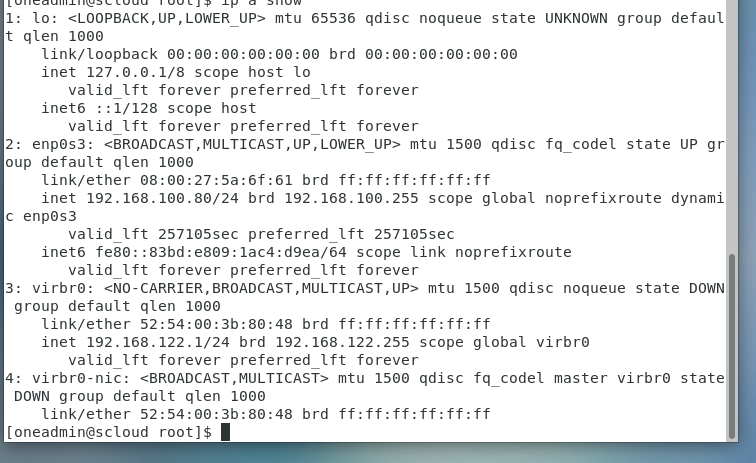 [oneadmin@scloud root]$ ip a show
1: lo: <LOOPBACK,UP,LOWER_UP> mtu 65536 qdisc noqueue state UNKNOWN group defaul
t qlen 1000
    link/loopback 00:00:00:00:00:00 brd 00:00:00:00:00:00
    inet 127.0.0.1/8 scope host lo
       valid_lft forever preferred_lft forever
    inet6 ::1/128 scope host
       valid_lft forever preferred_lft forever
2: enp0s3: <BROADCAST,MULTICAST,UP,LOWER_UP> mtu 1500 qdisc fq_codel state UP gr
oup default qlen 1000
    link/ether 08:00:27:5a:6f:61 brd ff:ff:ff:ff:ff:ff
    inet 192.168.100.80/24 brd 192.168.100.255 scope global noprefixroute dynami
c enp0s3
       valid_lft 257105sec preferred_lft 257105sec
    inet6 fe80::83bd:e809:1ac4:d9ea/64 scope link noprefixroute
       valid_lft forever preferred_lft forever
3: virbr0: <NO-CARRIER,BROADCAST,MULTICAST,UP> mtu 1500 qdisc noqueue state DOWN
 group default qlen 1000
    link/ether 52:54:00:3b:80:48 brd ff:ff:ff:ff:ff:ff
    inet 192.168.122.1/24 brd 192.168.122.255 scope global virbr0
       valid_lft forever preferred_lft forever
4: virbr0-nic: <BROADCAST,MULTICAST> mtu 1500 qdisc fq_codel master virbr0 state
 DOWN group default qlen 1000
    link/ether 52:54:00:3b:80:48 brd ff:ff:ff:ff:ff:ff
[oneadmin@scloud root]$